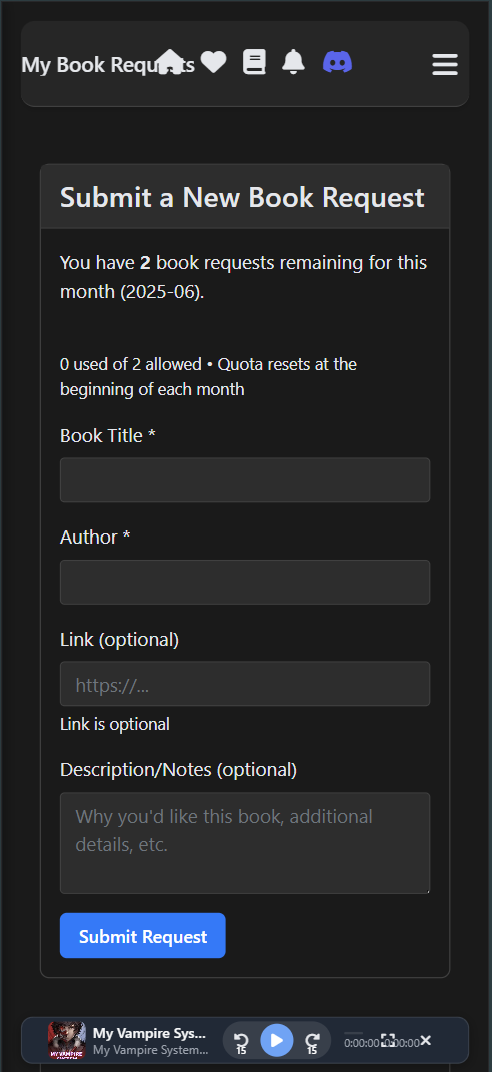 My Book Requests
Submit a New Book Request
You have 2 book requests remaining for this
month (2025-06).
0 used of 2 allowed • Quota resets at the
beginning of each month
Book Title *
Author *
Link (optional)
https://...
Link is optional
Description/Notes (optional)
Why you'd like this book, additional
details, etc.
Submit Request
MY VAMPIRE
SYSTEM
My Vampire Sys...
My Vampire System...
15
15
0:00:00
0:00:00